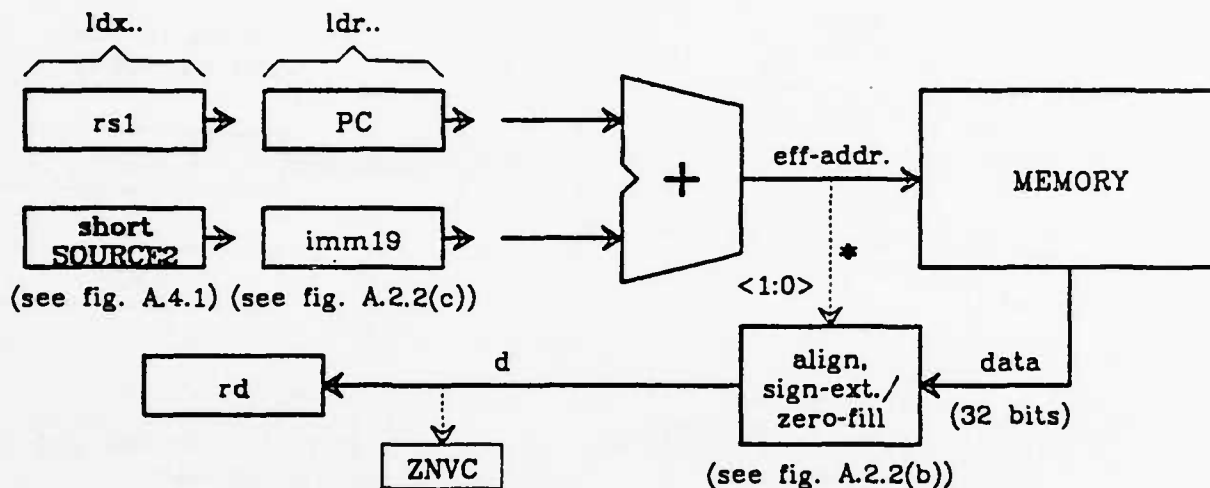 ldx.. ldr..
rs1 PC
eff-addr.
MEMORY
+
short
SOURCE2
imm19
*
<1:0>
(see fig. A.4.1) (see fig. A.2.2(c))
align,
sign-ext./
zero-fill
data
(32 bits)
d
rd
ZNVC
(see fig. A.2.2(b))